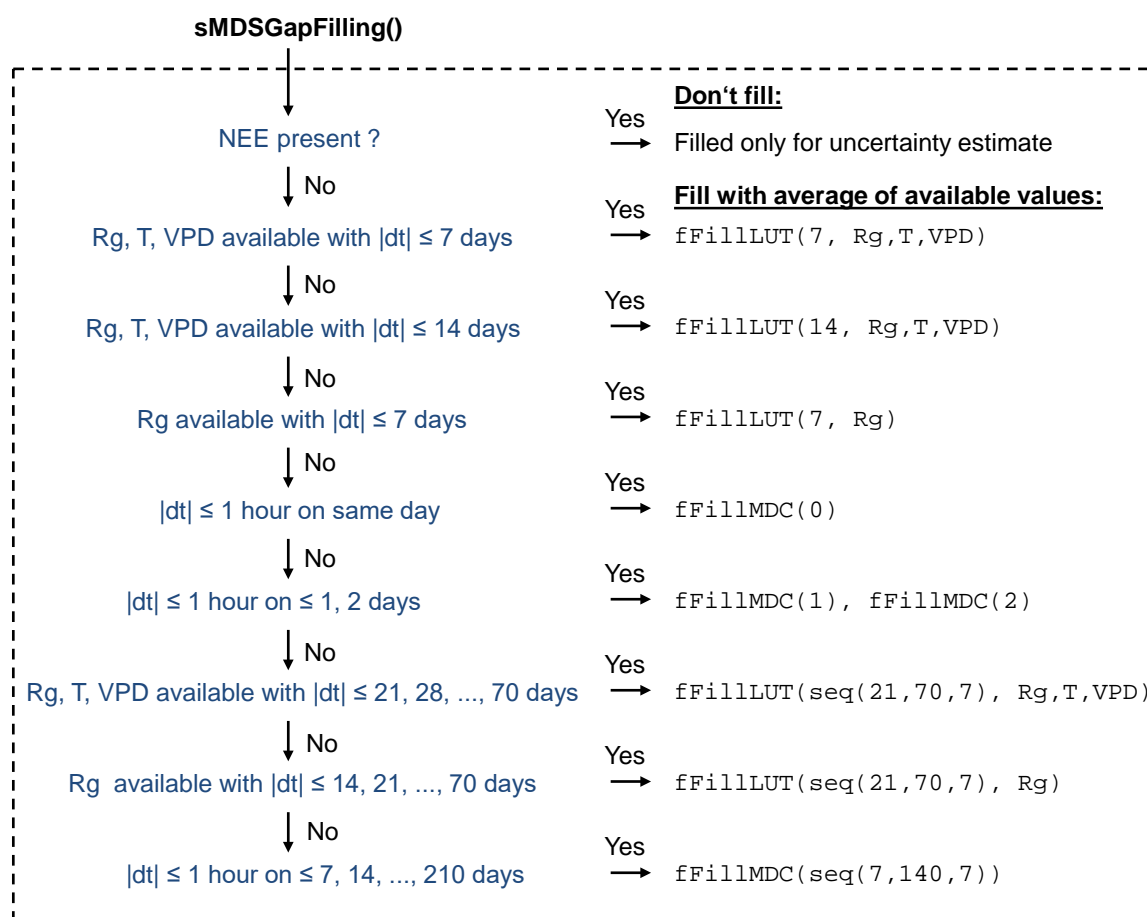 sMDSGapFilling()
Don‘t fill:
NEE present ?
Yes
Filled only for uncertainty estimate
No
Fill with average of available values:
Rg, T, VPD available with |dt| ≤ 7 days
Yes
fFillLUT(7, Rg,T,VPD)
No
Rg, T, VPD available with |dt| ≤ 14 days
Yes
fFillLUT(14, Rg,T,VPD)
No
Rg available with |dt| ≤ 7 days
Yes
fFillLUT(7, Rg)
No
|dt| ≤ 1 hour on same day
Yes
fFillMDC(0)
No
|dt| ≤ 1 hour on ≤ 1, 2 days
Yes
fFillMDC(1), fFillMDC(2)
No
Rg, T, VPD available with |dt| ≤ 21, 28, ..., 70 days
Yes
fFillLUT(seq(21,70,7), Rg,T,VPD)
No
Rg available with |dt| ≤ 14, 21, ..., 70 days
Yes
fFillLUT(seq(21,70,7), Rg)
No
|dt| ≤ 1 hour on ≤ 7, 14, ..., 210 days
Yes
fFillMDC(seq(7,140,7))